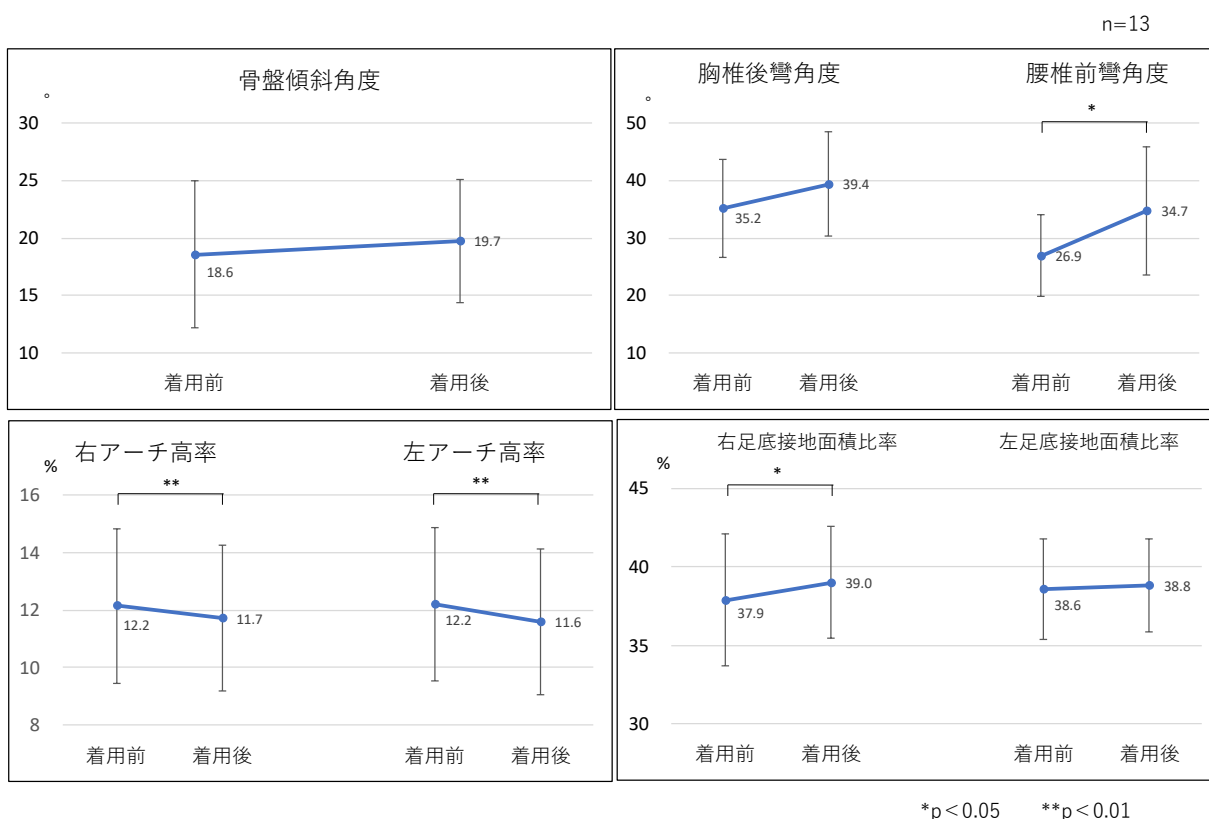 n=13
骨盤傾斜角度
°
30
25
20
15
10
18.6
19.7
着用前
着用後
胸椎後彎角度
腰椎前彎角度
°
*
50
40
30
20
10
35.2
39.4
26.9
34.7
着用前
着用後
着用前
着用後
右アーチ高率
左アーチ高率
%
**
**
16
14
12
10
8
12.2
11.7
12.2
11.6
着用前
着用後
着用前
着用後
右足底接地面積比率
左足底接地面積比率
%
*
45
40
35
30
37.9
39.0
38.6
38.8
着用前
着用後
着用前
着用後
*p<0.05 **p<0.01